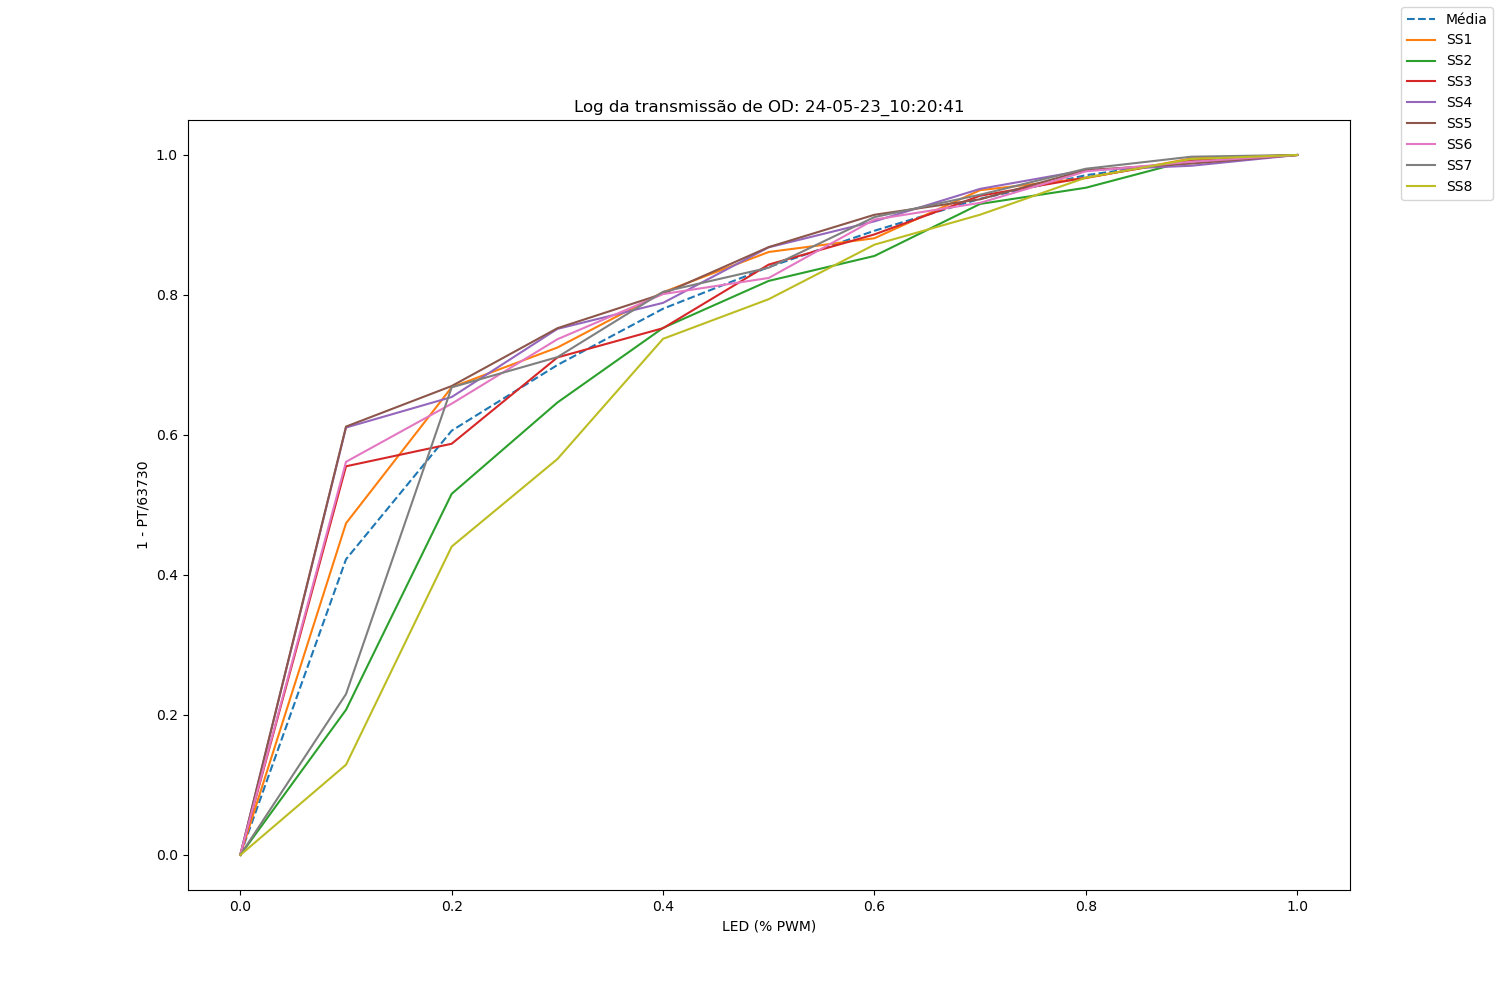 Média
SS1
SS2
SS3
SS4
SS5
SS6
SS7
SS8
Log da transmissão de OD: 24-05-23_10:20:41
1.0
0.8
0.6
0.4
0.2
0.0
1 - PT/63730
0.0 0.2 0.4 0.6 0.8 1.0
LED (% PWM)